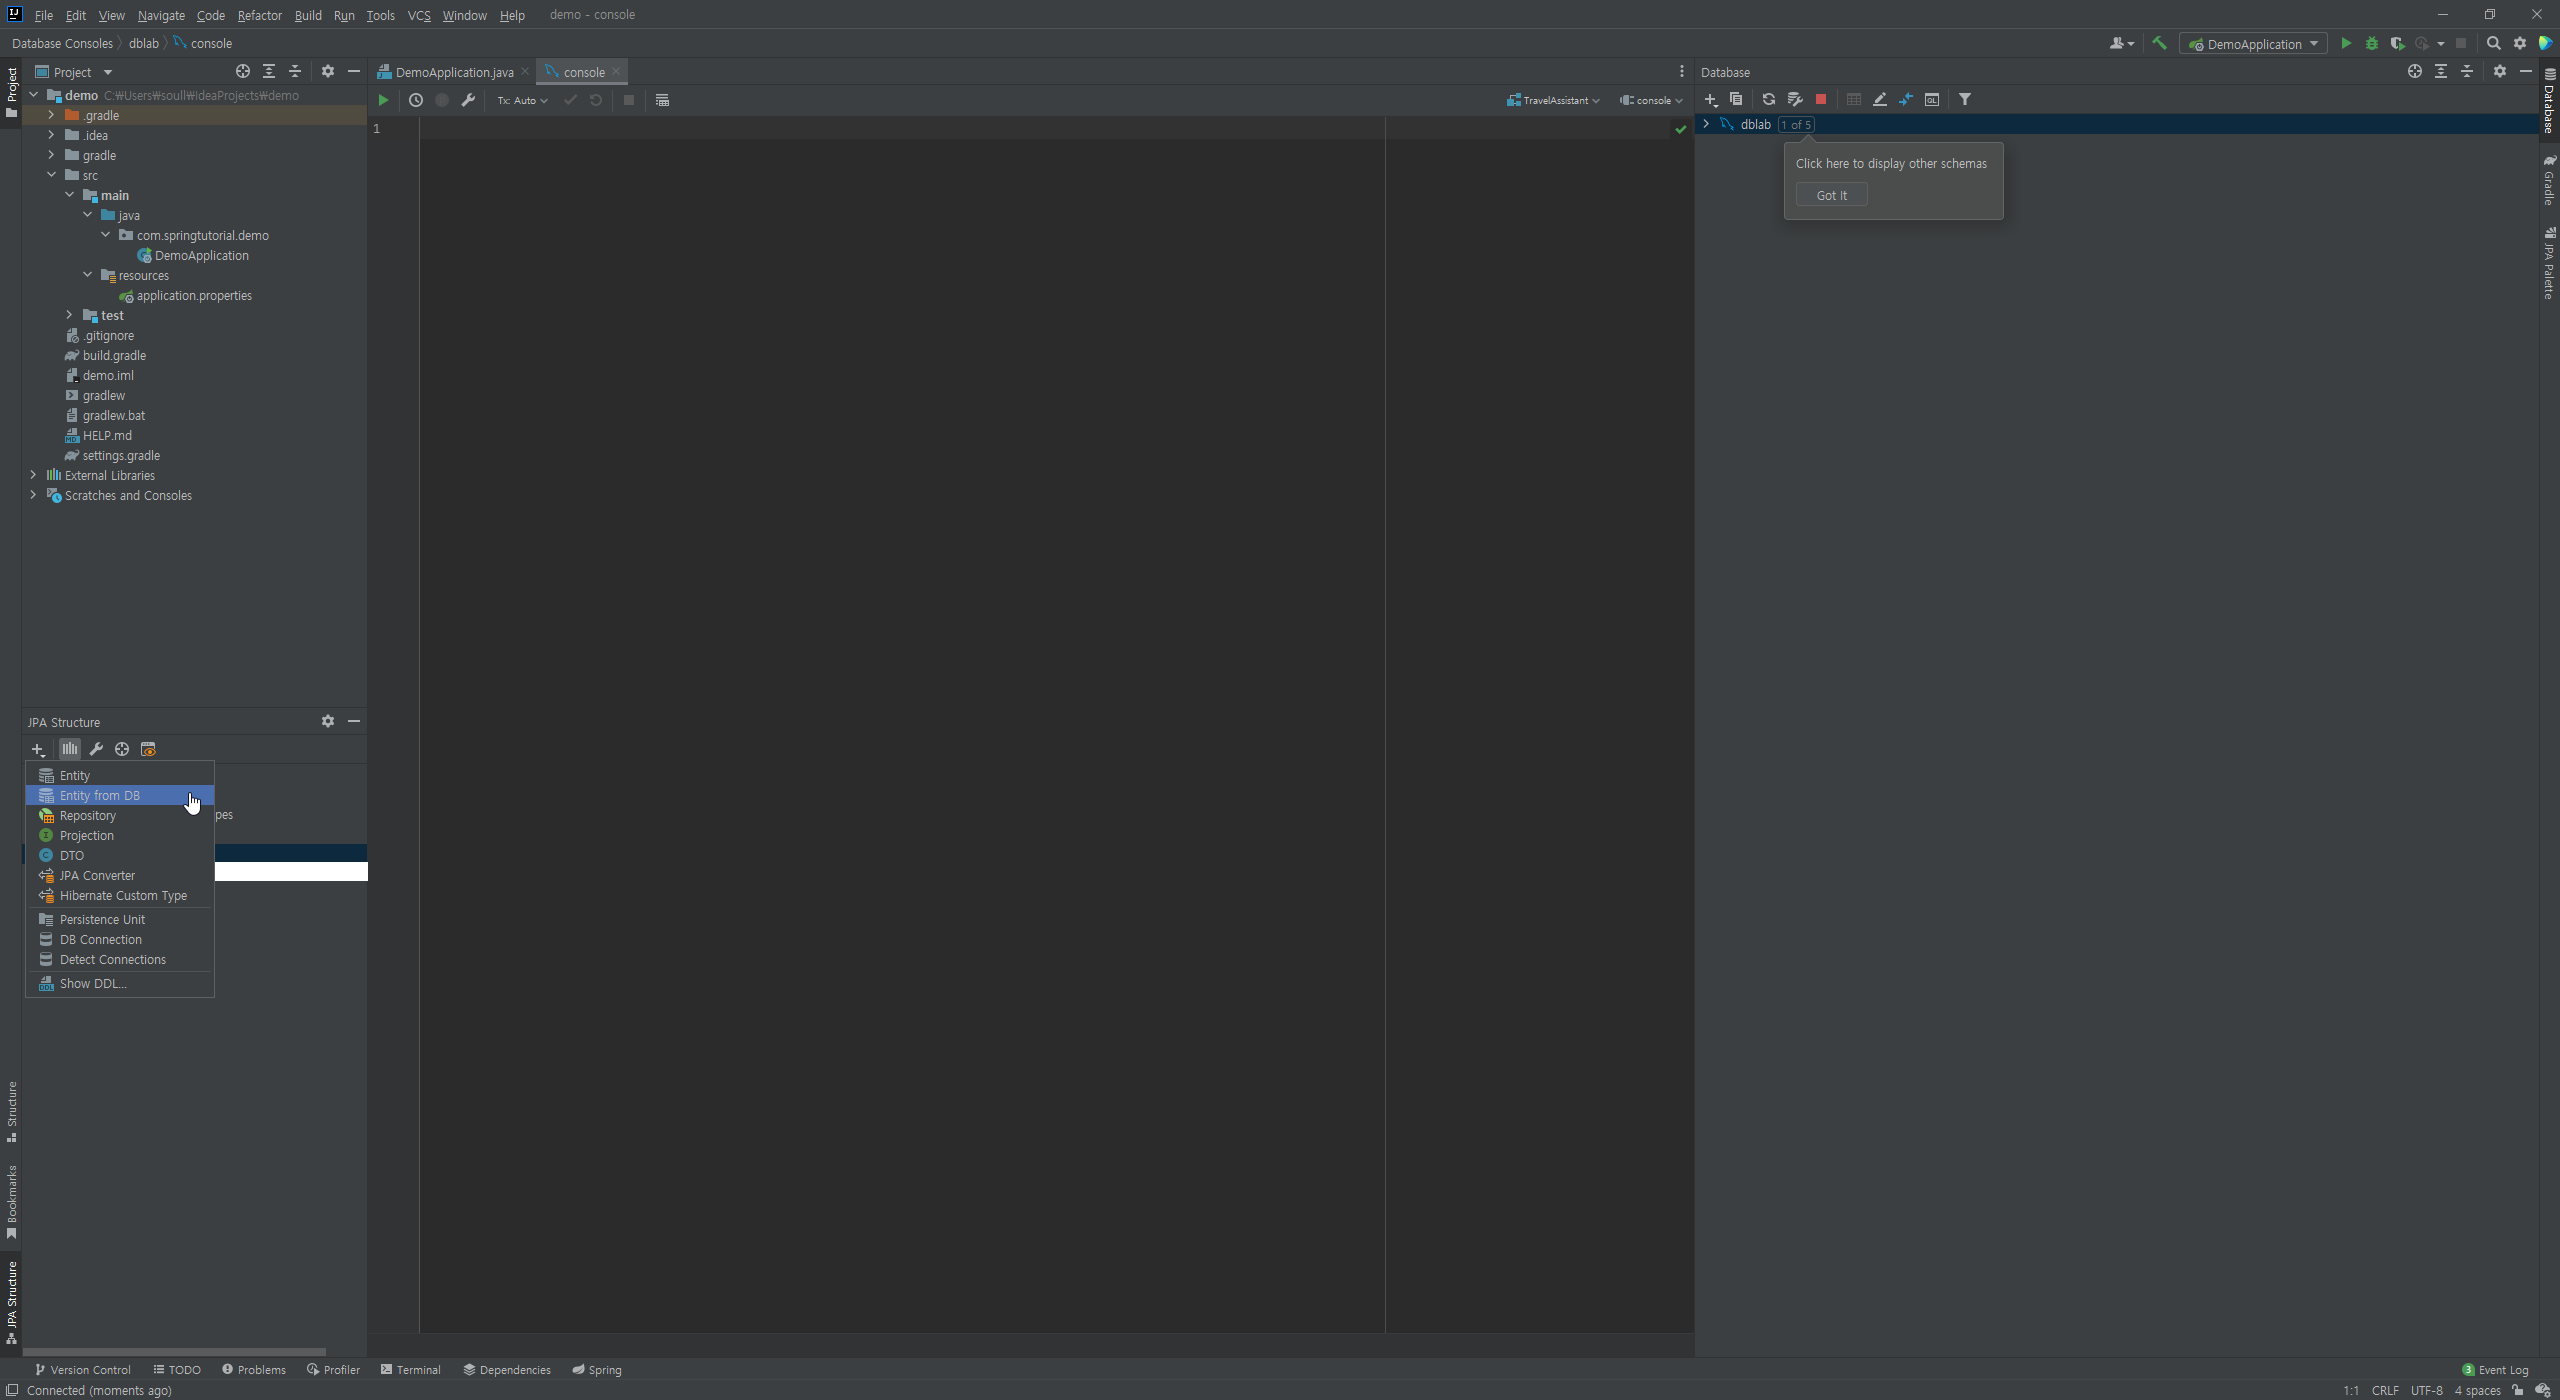 File Edit View Navigate Code Refactor Build Run Tools VCS Window Help demo - console
Database Consoles dblab console
DemoApplication
Project
DemoApplication.java console
Database
demo C:₩Users₩soull₩IdeaProjects₩demo
Tx: Auto
TravelAssistant console
.gradle
.idea
gradle
src
main
java
com.springtutorial.demo
DemoApplication
resources
application.properties
test
.gitignore
build.gradle
demo.iml
gradlew
gradlew.bat
HELP.md
settings.gradle
External Libraries
Scratches and Consoles
1
dblab 1 of 5
Click here to display other schemas
Got It
JPA Structure
Entity
Entity from DB
Repository
pes
Projection
DTO
JPA Converter
Hibernate Custom Type
Persistence Unit
DB Connection
Detect Connections
Show DDL...
Project
Structure
Bookmarks
JPA Structure
Database
Gradle
JPA Palette
Version Control TODO Problems Profiler Terminal Dependencies Spring
3 Event Log
Connected (moments ago)
1:1 CRLF UTF-8 4 spaces